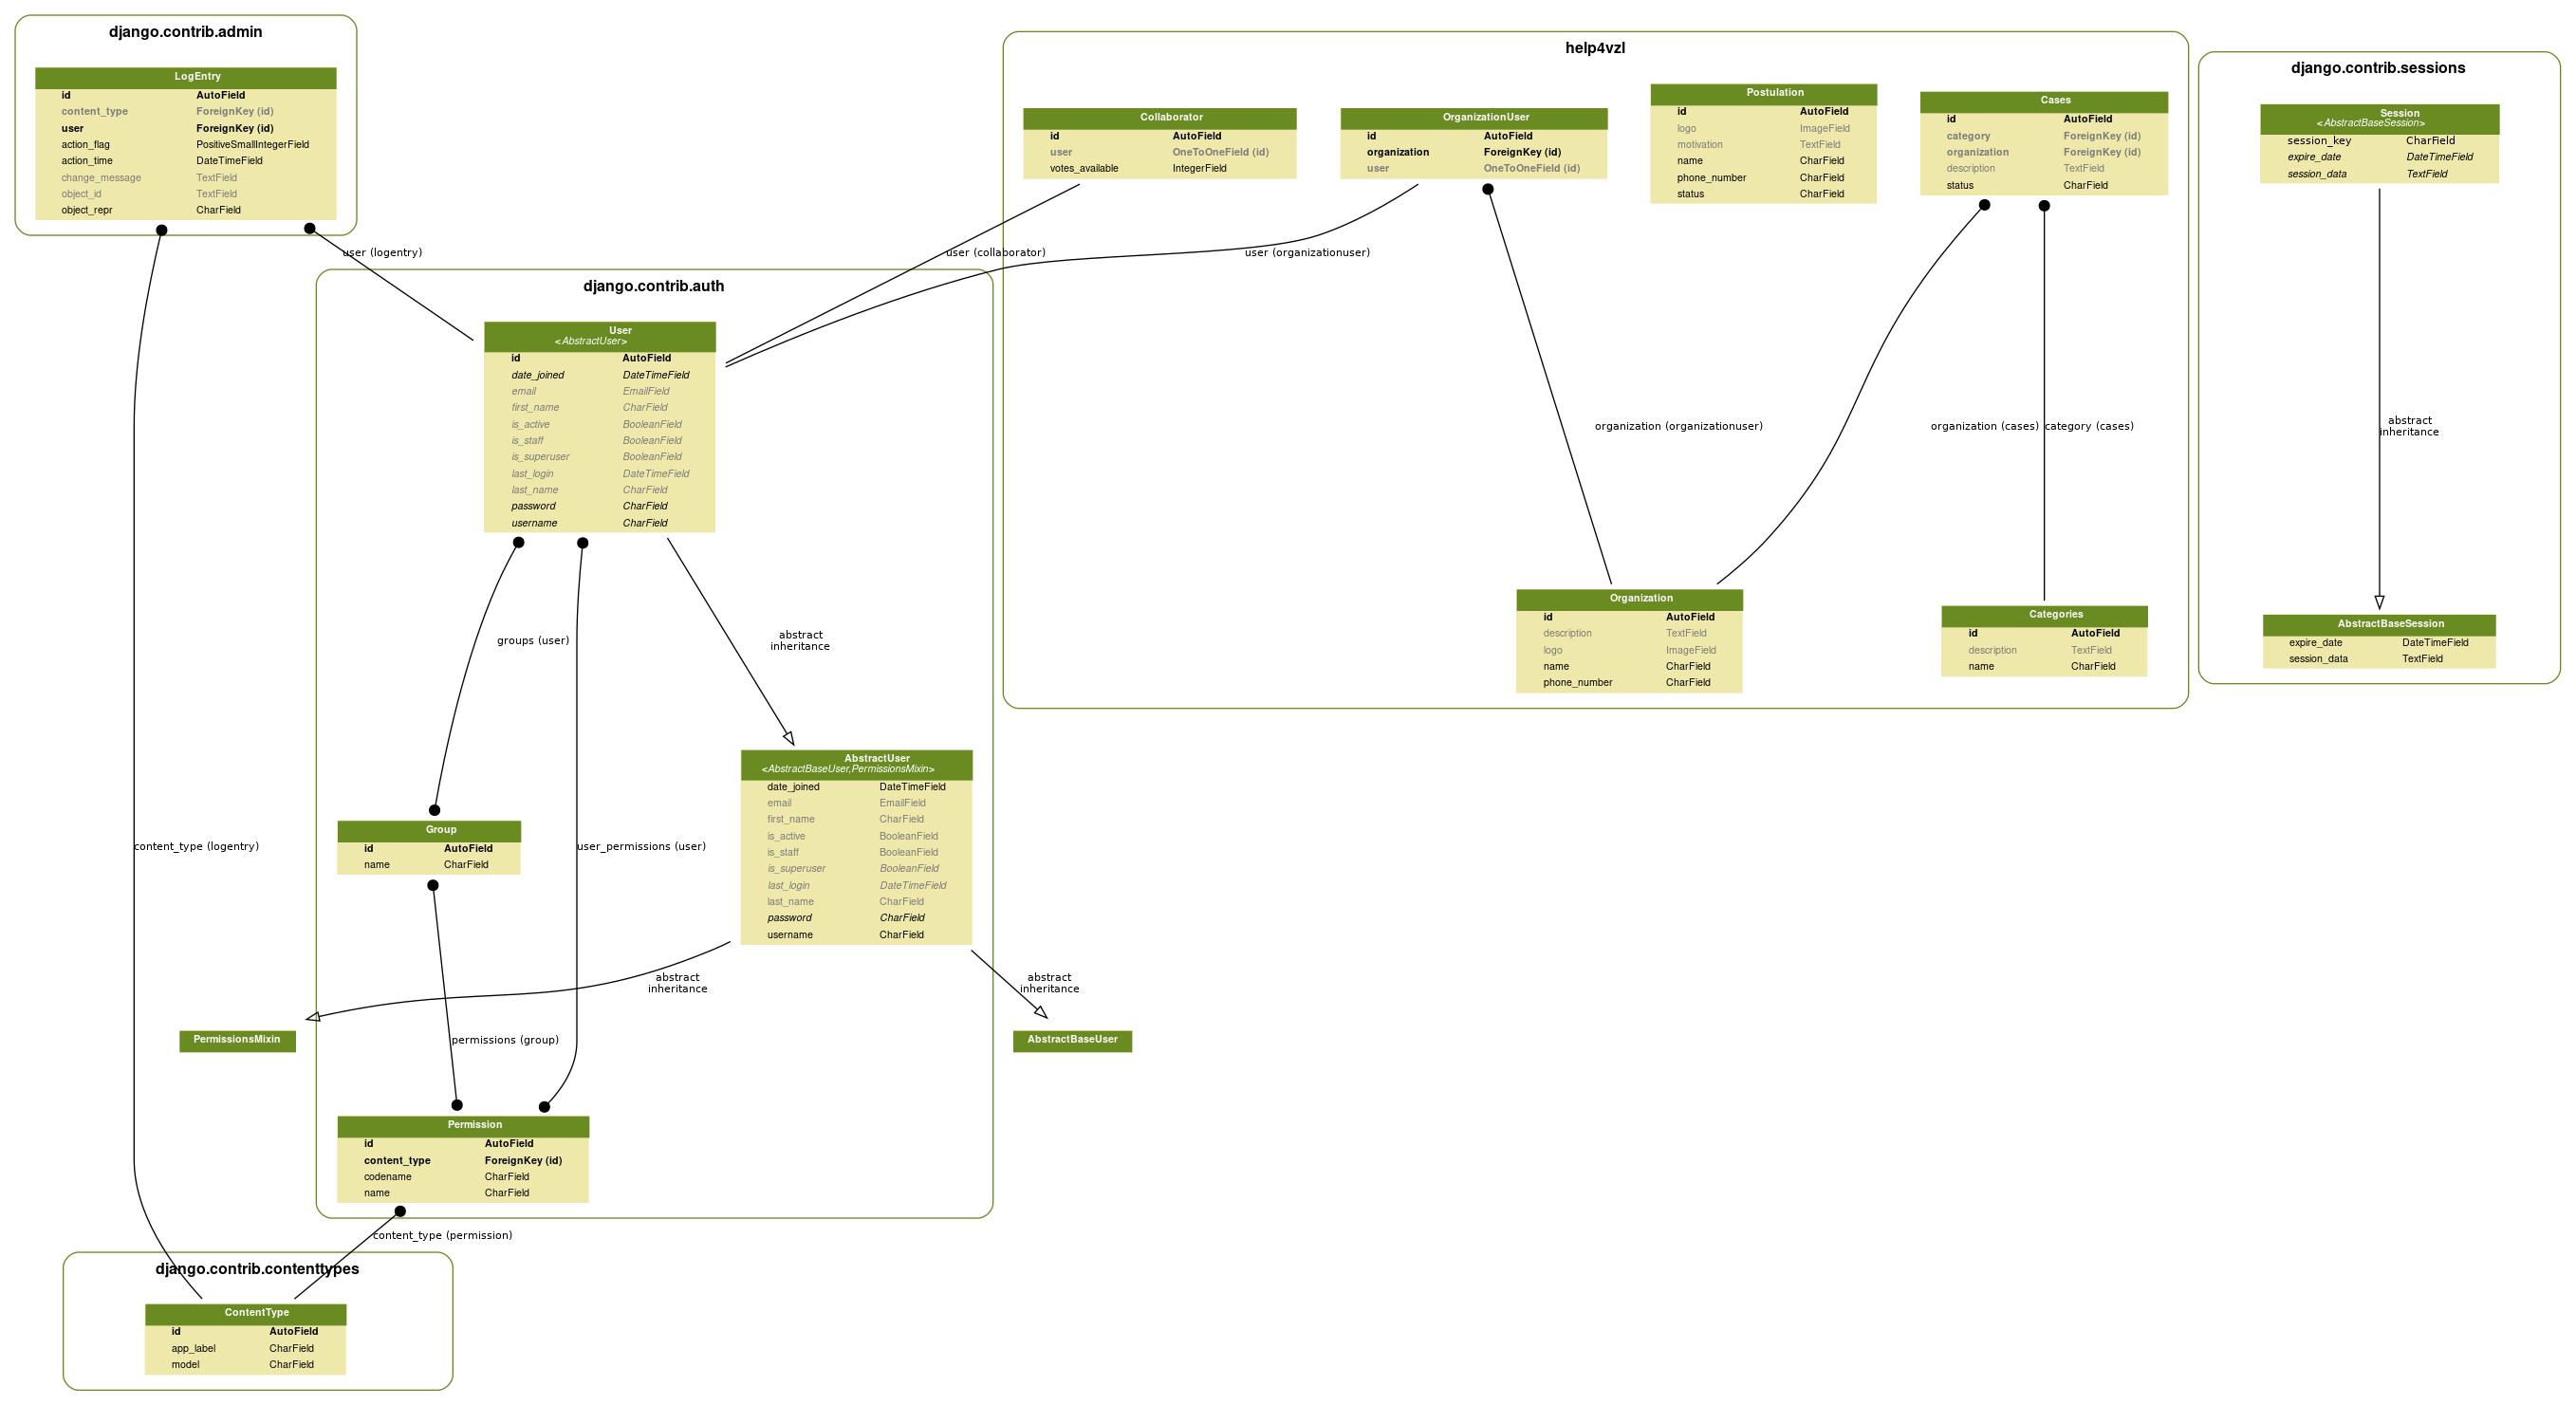 django.contrib.admin
LogEntry
id AutoField
content_type ForeignKey (id)
user ForeignKey (id)
action_flag PositiveSmallIntegerField
action_time DateTimeField
change_message TextField
object_id TextField
object_repr CharField
help4vzl
Collaborator
id AutoField
user OneToOneField (id)
votes_available IntegerField
OrganizationUser
id AutoField
organization ForeignKey (id)
user OneToOneField (id)
Postulation
id AutoField
logo ImageField
motivation TextField
name CharField
phone_number CharField
status CharField
Cases
id AutoField
category ForeignKey (id)
organization ForeignKey (id)
description TextField
status CharField
django.contrib.sessions
Session
<AbstractBaseSession>
session_key CharField
expire_date DateTimeField
session_data TextField
user (logentry)
user (collaborator)
user (organizationuser)
django.contrib.auth
User
<AbstractUser>
id AutoField
date_joined DateTimeField
email EmailField
first_name CharField
is_active BooleanField
is_staff BooleanField
is_superuser BooleanField
last_login DateTimeField
last_name CharField
password CharField
username CharField
organization (organizationuser)
organization (cases)
category (cases)
abstract
inheritance
Organization
id AutoField
description TextField
logo ImageField
name CharField
phone_number CharField
Categories
id AutoField
description TextField
name CharField
AbstractBaseSession
expire_date DateTimeField
session_data TextField
groups (user)
abstract
inheritance
AbstractUser
<AbstractBaseUser,PermissionsMixin>
date_joined DateTimeField
email EmailField
first_name CharField
is_active BooleanField
is_staff BooleanField
is_superuser BooleanField
last_login DateTimeField
last_name CharField
password CharField
username CharField
Group
id AutoField
name CharField
content_type (logentry)
user_permissions (user)
abstract
inheritance
abstract
inheritance
PermissionsMixin
permissions (group)
AbstractBaseUser
Permission
id AutoField
content_type ForeignKey (id)
codename CharField
name CharField
content_type (permission)
django.contrib.contenttypes
ContentType
id AutoField
app_label CharField
model CharField